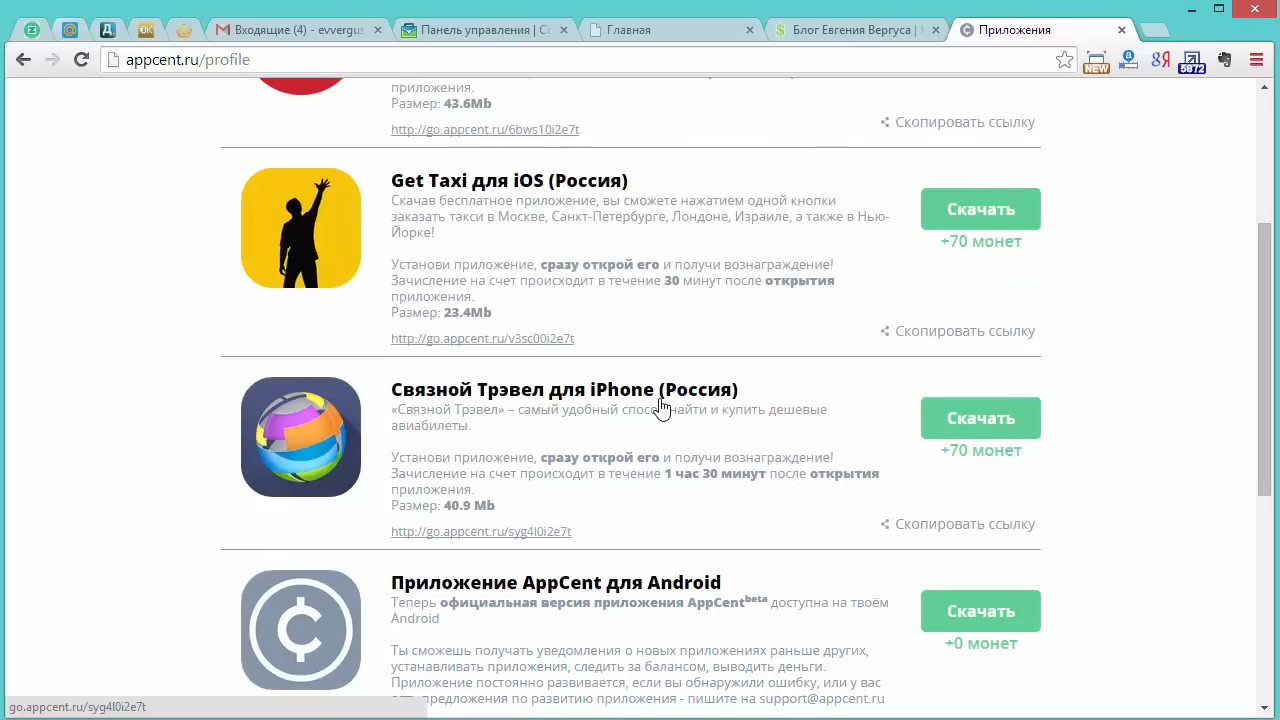 Входящие (4) - evvergus
Панель управления | Со
Главная
Блог Евгения Вергуса |
Приложения
appcent.ru/profile
NEW
5872
приложения.
Размер: 43.6Mb
http://go.appcent.ru/6bws10i2e7t
Скопировать ссылку
Get Taxi для iOS (Россия)
Скачав бесплатное приложение, вы сможете нажатием одной кнопки
заказать такси в Москве, Санкт-Петербурге, Лондоне, Израиле, а также в Нью-
Йорке!
Скачать
+70 монет
Установи приложение, сразу открой его и получи вознаграждение!
Зачисление на счет происходит в течение 30 минут после открытия
приложения.
Размер: 23.4Mb
http://go.appcent.ru/v3sc00i2e7t
Скопировать ссылку
Связной Трэвел для iPhone (Россия)
«Связной Трэвел» – самый удобный способ найти и купить дешевые
авиабилеты.
Скачать
+70 монет
Установи приложение, сразу открой его и получи вознаграждение!
Зачисление на счет происходит в течение 1 час 30 минут после открытия
приложения.
Размер: 40.9 Mb
http://go.appcent.ru/syg4l0i2e7t
Скопировать ссылку
Приложение AppCent для Android
Теперь официальная версия приложения AppCent beta доступна на твоём
Android
Скачать
+0 монет
Ты сможешь получать уведомления о новых приложениях раньше других,
устанавливать приложения, следить за балансом, выводить деньги.
Приложение постоянно развивается, если вы обнаружили ошибку, или у вас
предложения по развитию приложения - пишите на support@appcent.ru
go.appcent.ru/syg4l0i2e7t